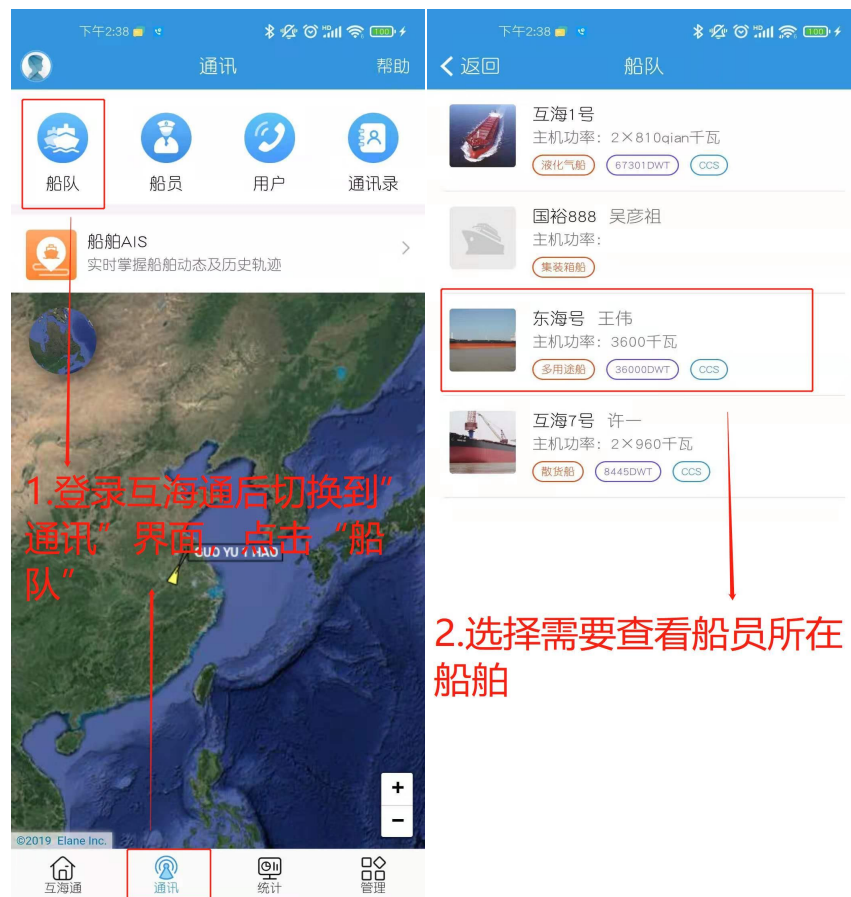 下午2:38
HD
100
通讯
帮助
船队
船员
用户
通讯录
船舶AIS
实时掌握船舶动态及历史轨迹
1.登录互海通后切换到"
通讯"界面,点击"船
队"
GUO YU 1 HAO
+
−
©2019 Elane Inc.
互海通
通讯
统计
管理
下午2:38
HD
100
返回
船队
互海1号
主机功率：2×810qian千瓦
液化气船 67301DWT CCS
国裕888 吴彦祖
主机功率：
集装箱船
东海号 王伟
主机功率：3600千瓦
多用途船 36000DWT CCS
互海7号 许一
主机功率：2×960千瓦
散货船 8445DWT CCS
2.选择需要查看船员所在
船舶